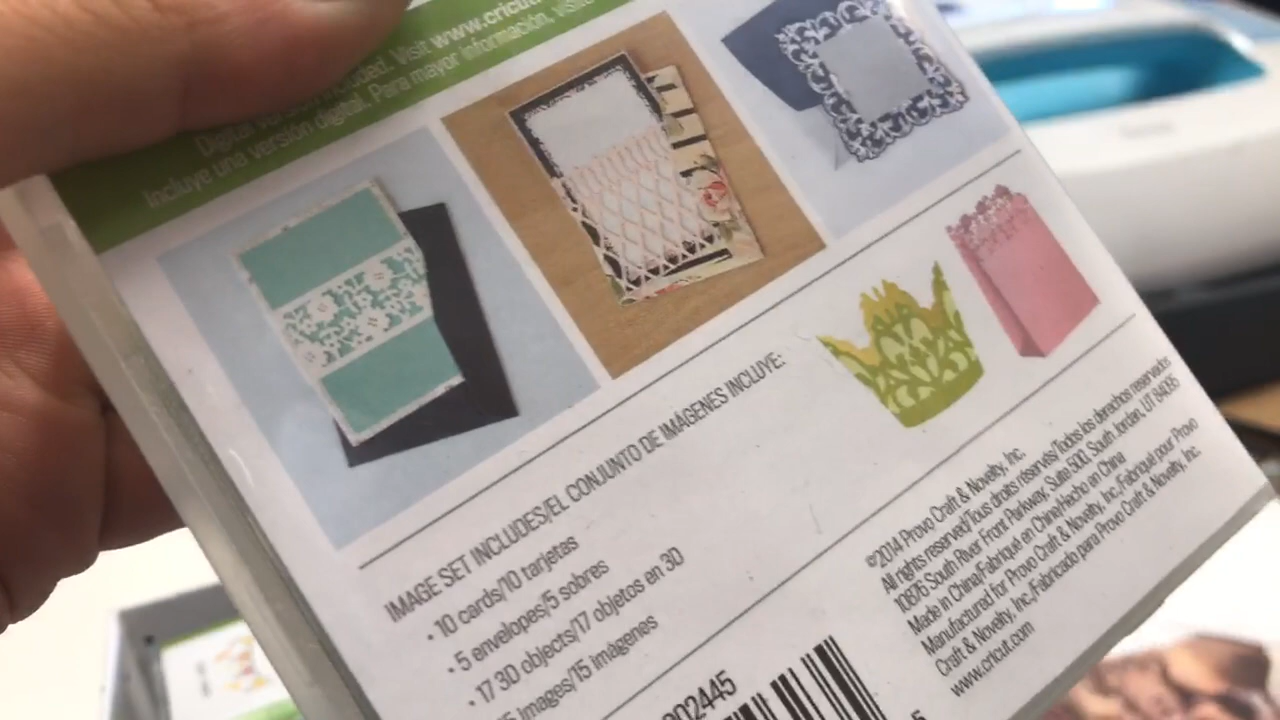 Digital
ded. Visit www.cricut
Incluye una versión digital. Para mayor información, visite
IMAGE SET INCLUDES/EL CONJUNTO DE IMÁGENES INCLUYE:
• 10 cards/10 tarjetas
• 5 envelopes/5 sobres
• 17 3D objects/17 objetos en 3D
5 images/15 imágenes
002445
©2014 Provo Craft & Novelty, Inc.
All rights reserved/Tous droits réservés/Todos los derechos reservados
10876 South River Front Parkway, Suite 500, South Jordan, UT 84095
Made in China/Fabriqué en Chine/Hecho en China
Manufactured for Provo Craft & Novelty, Inc./Fabriqué pour Provo
Craft & Novelty, Inc./Fabricado para Provo Craft & Novelty, Inc.
www.cricut.com